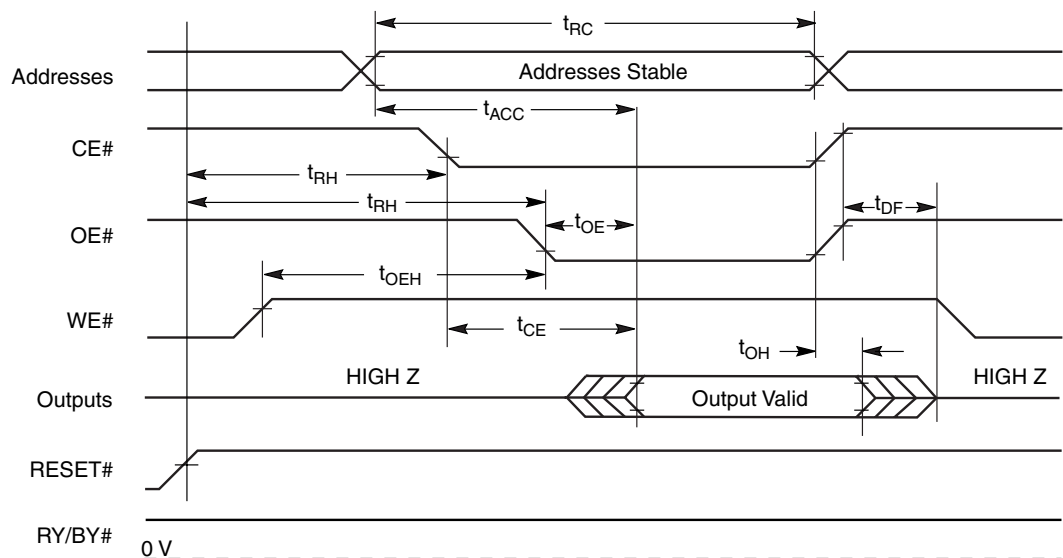 tRC
Addresses
Addresses Stable
tACC
CE#
tRH
tRH
OE#
tOE
tDF
tOEH
WE#
tCE
tOH
HIGH Z
HIGH Z
Outputs
Output Valid
RESET#
RY/BY#
0 V